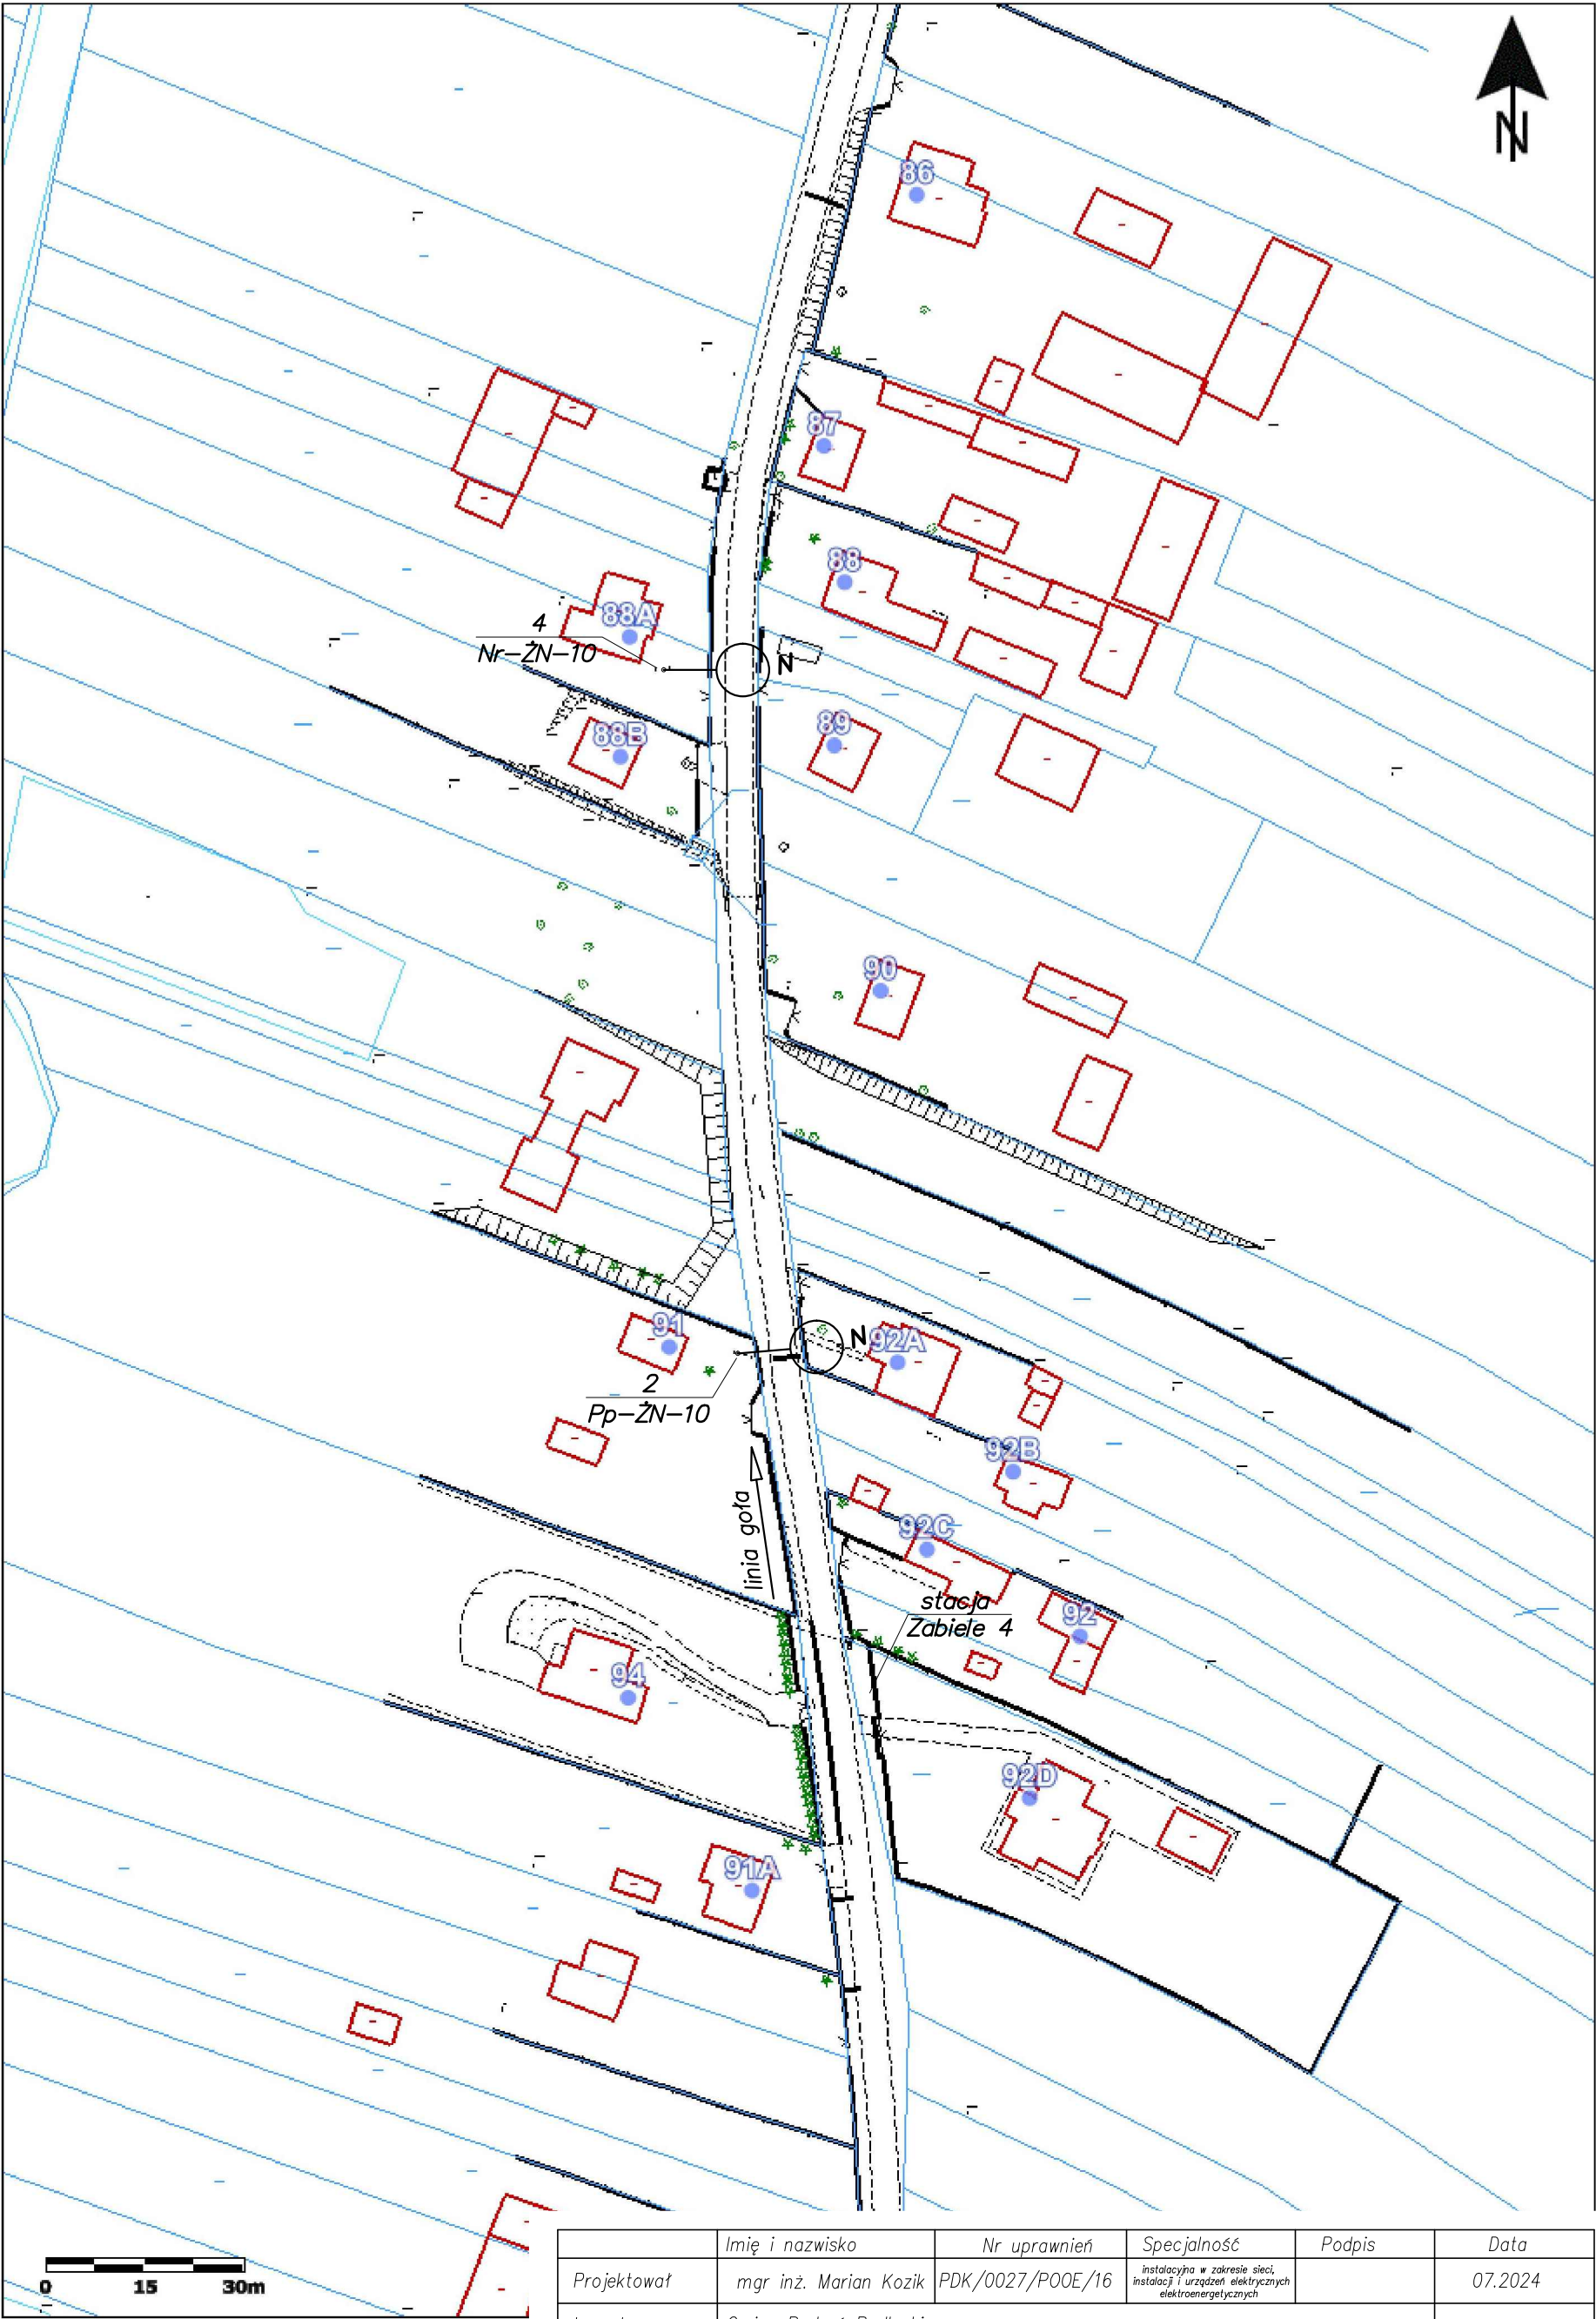 N
86
87
88
88A
4
Nr-ŻN-10
N
88B
89
90
91
N
92A
2
Pp-ŻN-10
92B
linia goła
92C
stacja
Zabiele 4
92
94
92D
91A
0 15 30m
Imię i nazwisko Nr uprawnień Specjalność Podpis Data
Projektował mgr inż. Marian Kozik PDK/0027/POOE/16 instalacyjna w zakresie sieci, 07.2024
instalacji i urządzeń elektrycznych
elektroenergetycznych